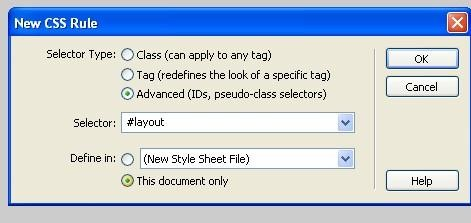 New CSS Rule
Selector Type: Class (can apply to any tag)
Tag (redefines the look of a specific tag)
Advanced (IDs, pseudo-class selectors)
Selector: #layout
Define in: (New Style Sheet File)
This document only
OK
Cancel
Help